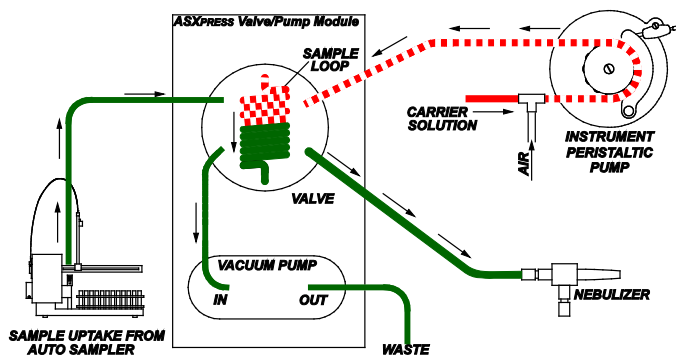 ASXPRESS Valve/Pump Module
SAMPLE
LOOP
CARRIER
SOLUTION
AIR
INSTRUMENT
PERISTALTIC
PUMP
VALVE
VACUUM PUMP
IN
OUT
NEBULIZER
SAMPLE UPTAKE FROM
AUTO SAMPLER
WASTE